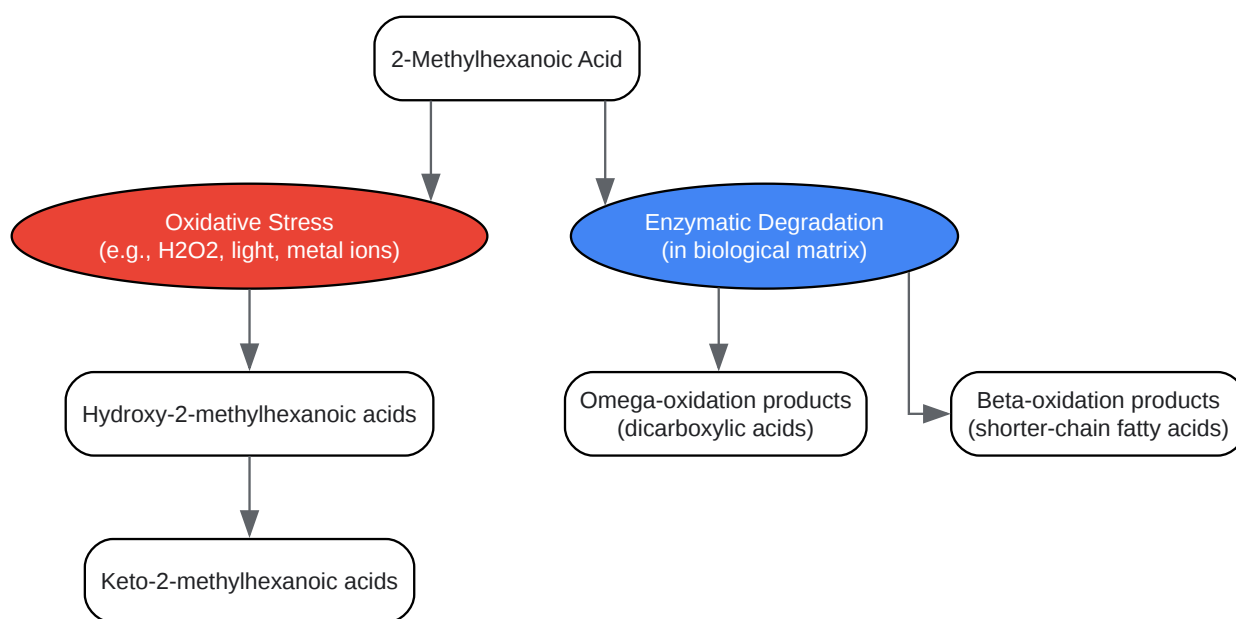 2-Methylhexanoic Acid
Oxidative Stress
(e.g., H2O2, light, metal ions)
Enzymatic Degradation
(in biological matrix)
Hydroxy-2-methylhexanoic acids
Omega-oxidation products
(dicarboxylic acids)
Beta-oxidation products
(shorter-chain fatty acids)
Keto-2-methylhexanoic acids